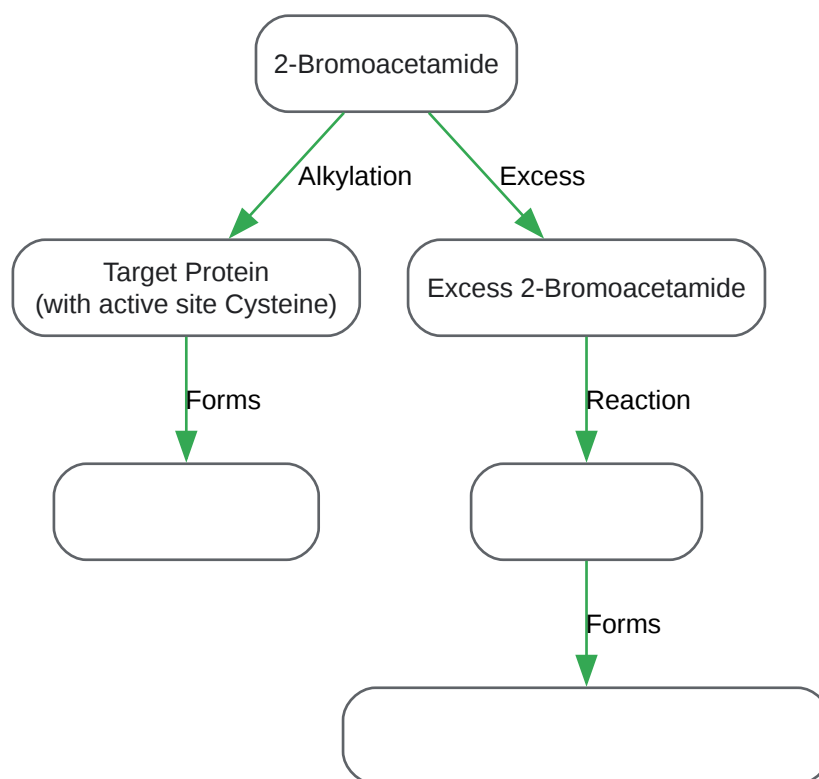 2-Bromoacetamide
Alkylation
Excess
Target Protein
(with active site Cysteine)
Excess 2-Bromoacetamide
Forms
Reaction
Forms